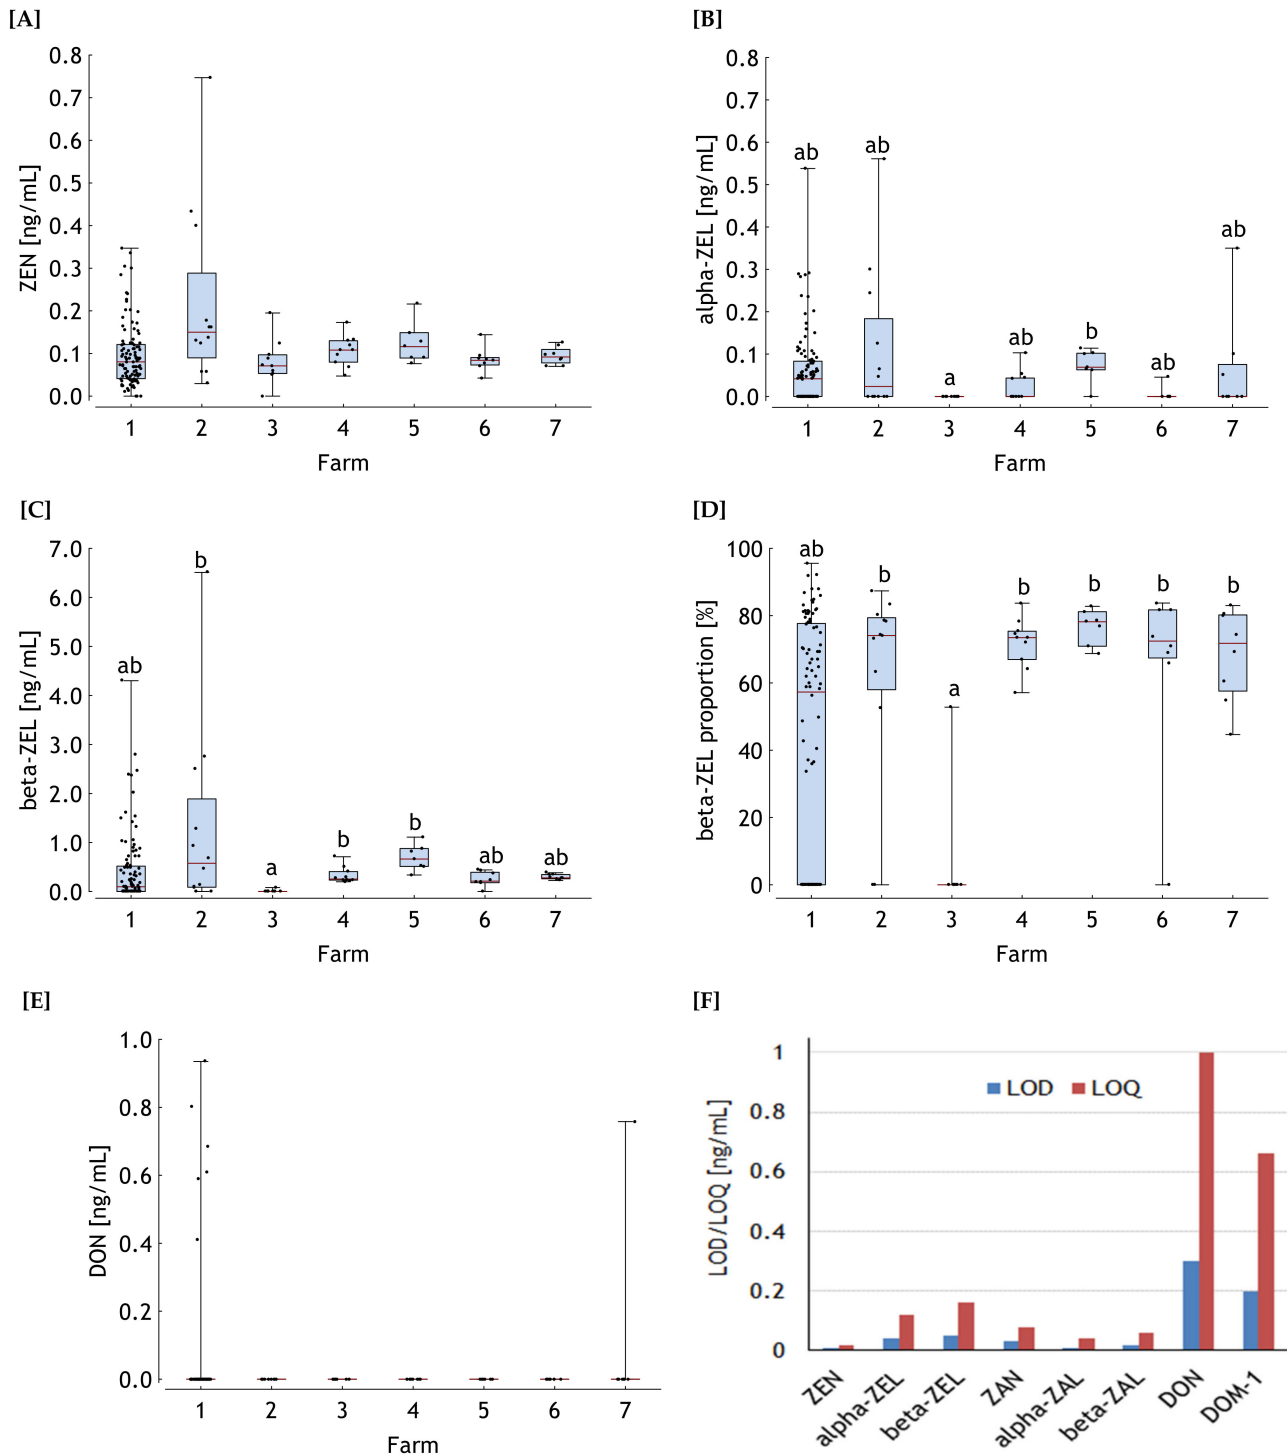 [A]
0.8
0.7
0.6
0.5
0.4
0.3
0.2
0.1
0.0
ZEN [ng/mL]
1 2 3 4 5 6 7
Farm
[B]
0.8
0.7
0.6
0.5
0.4
0.3
0.2
0.1
0.0
alpha-ZEL [ng/mL]
ab ab a ab b ab ab
1 2 3 4 5 6 7
Farm
[C]
7.0
6.0
5.0
4.0
3.0
2.0
1.0
0.0
beta-ZEL [ng/mL]
ab b a b b ab ab
1 2 3 4 5 6 7
Farm
[D]
100
80
60
40
20
0
beta-ZEL proportion [%]
ab b a b b b b
1 2 3 4 5 6 7
Farm
[E]
1.0
0.8
0.6
0.4
0.2
0.0
DON [ng/mL]
1 2 3 4 5 6 7
Farm
[F]
1
0.8
0.6
0.4
0.2
0
LOD/LOQ [ng/mL]
LOD LOQ
ZEN alpha-ZEL beta-ZEL ZAN alpha-ZAL beta-ZAL DON DOM-1